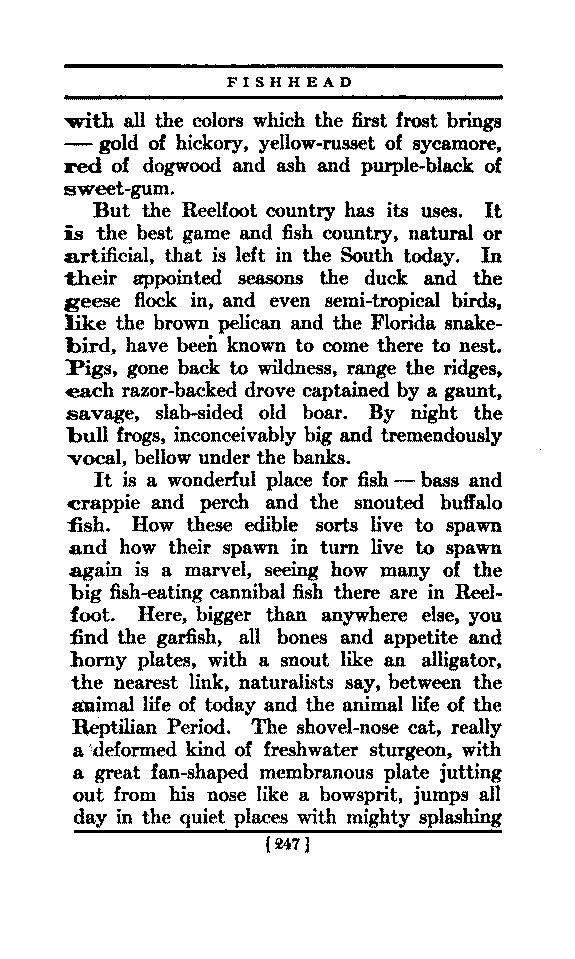 FISHHEAD
with all the colors which the first frost brings
— gold of hickory, yellow-russet of sycamore,
red of dogwood and ash and purple-black of
sweet-gum.
But the Reelfoot country has its uses. It
is the best game and fish country, natural or
artificial, that is left in the South today. In
their appointed seasons the duck and the
geese flock in, and even semi-tropical birds,
like the brown pelican and the Florida snake-
bird, have been known to come there to nest.
Pigs, gone back to wildness, range the ridges,
each razor-backed drove captained by a gaunt,
savage, slab-sided old boar. By night the
bull frogs, inconceivably big and tremendously
vocal, bellow under the banks.
It is a wonderful place for fish — bass and
crappie and perch and the snouted buffalo
fish. How these edible sorts live to spawn
and how their spawn in turn live to spawn
again is a marvel, seeing how many of the
big fish-eating cannibal fish there are in Reel-
foot. Here, bigger than anywhere else, you
find the garfish, all bones and appetite and
horny plates, with a snout like an alligator,
the nearest link, naturalists say, between the
animal life of today and the animal life of the
Reptilian Period. The shovel-nose cat, really
a deformed kind of freshwater sturgeon, with
a great fan-shaped membranous plate jutting
out from his nose like a bowsprit, jumps all
day in the quiet places with mighty splashing
[247]